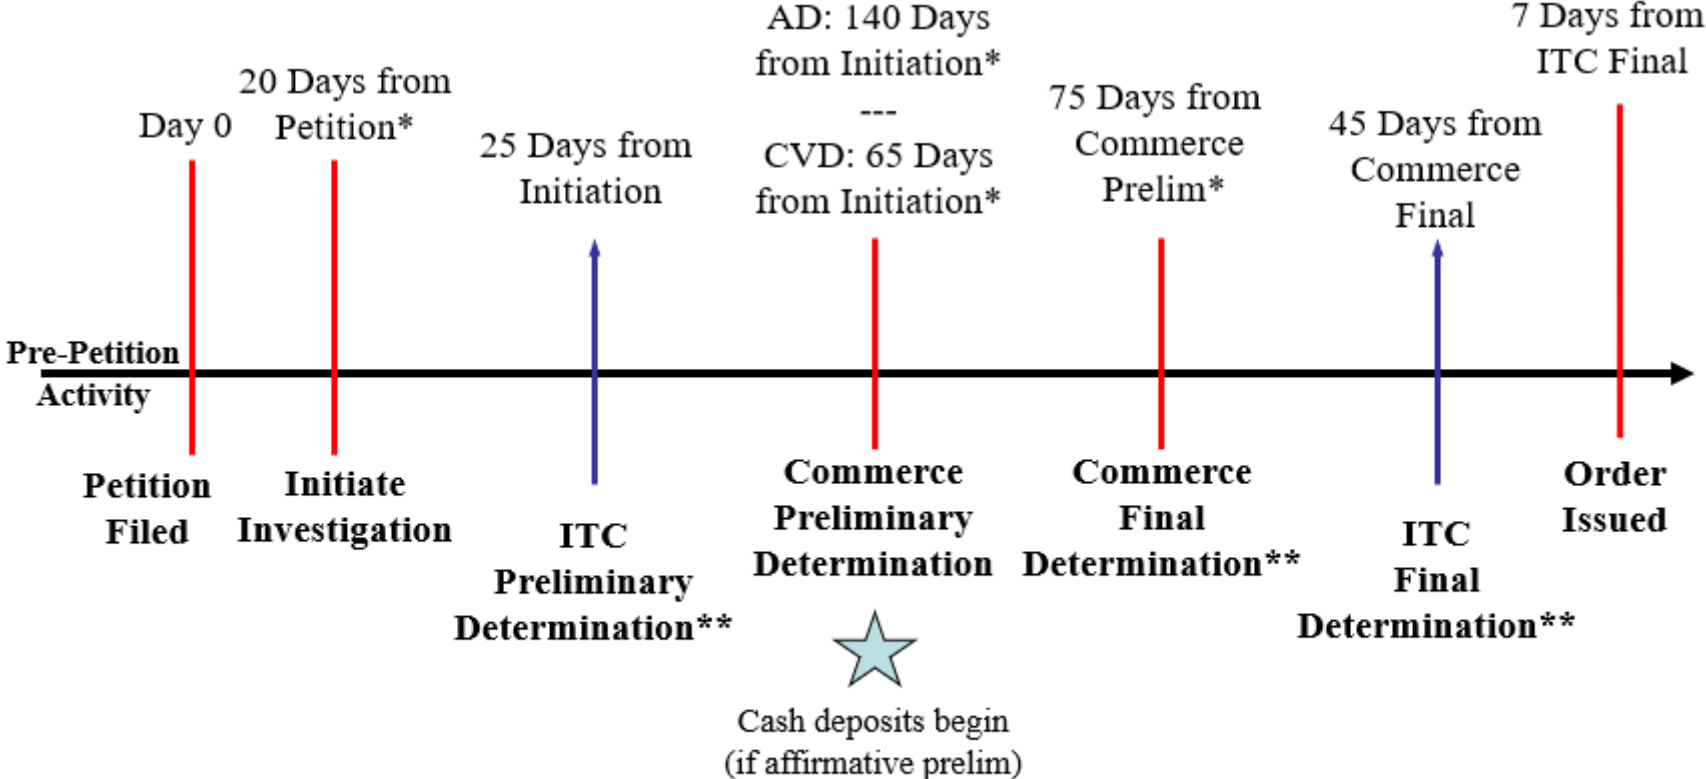 Day 0
20 Days from
Petition*
25 Days from
Initiation
AD: 140 Days
from Initiation*
---
CVD: 65 Days
from Initiation*
75 Days from
Commerce
Prelim*
45 Days from
Commerce
Final
7 Days from
ITC Final
Pre-Petition
Activity
Petition
Filed
Initiate
Investigation
ITC
Preliminary
Determination**
Commerce
Preliminary
Determination
Cash deposits begin
(if affirmative prelim)
Commerce
Final
Determination**
ITC
Final
Determination**
Order
Issued